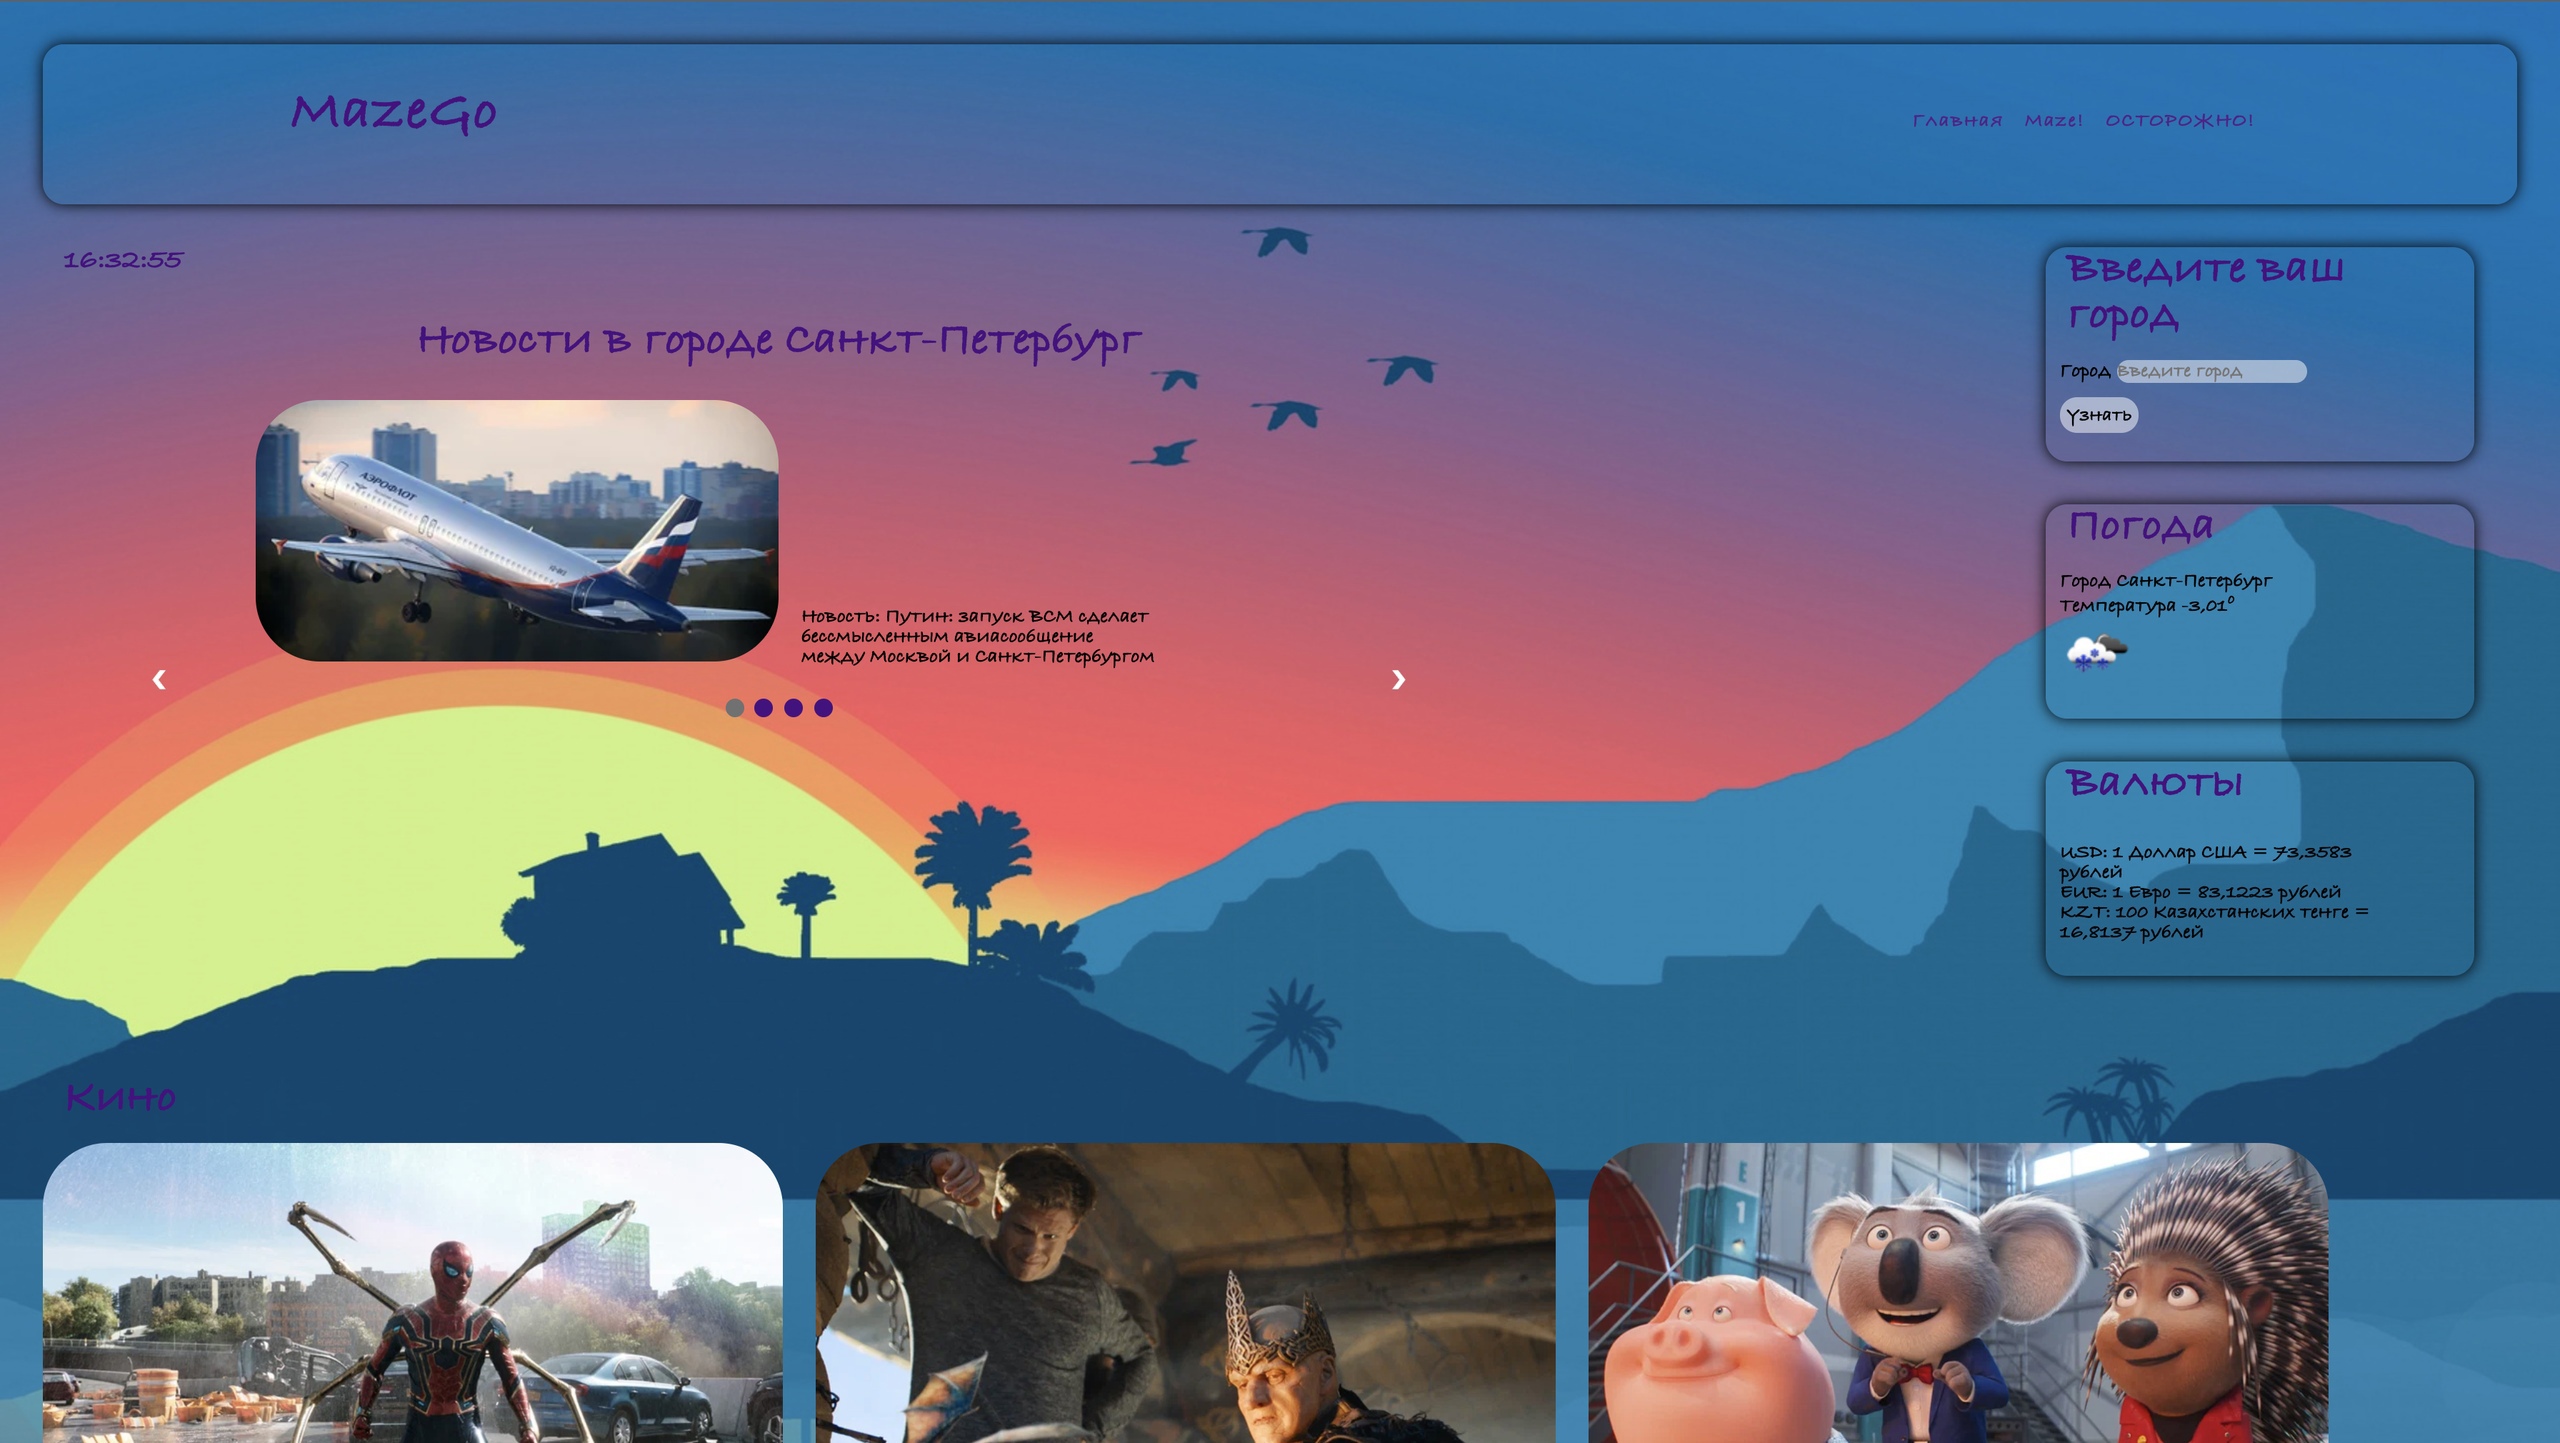 MazeGo
Главная Maze! ОСТОРОЖНО!
16:32:55
Новости в городе Санкт-Петербург
АЭРОФЛОТ
Новость: Путин: запуск ВСМ сделает
бессмысленным авиасообщение
между Москвой и Санкт-Петербургом
‹
›
Введите ваш
город
Город Введите город
Узнать
Погода
Город Санкт-Петербург
Температура -3,01°
Валюты
USD: 1 Доллар США = 73,3583
рублей
EUR: 1 Евро = 83,1223 рублей
KZT: 100 Казахстанских тенге =
16,8137 рублей
Кино
E
1